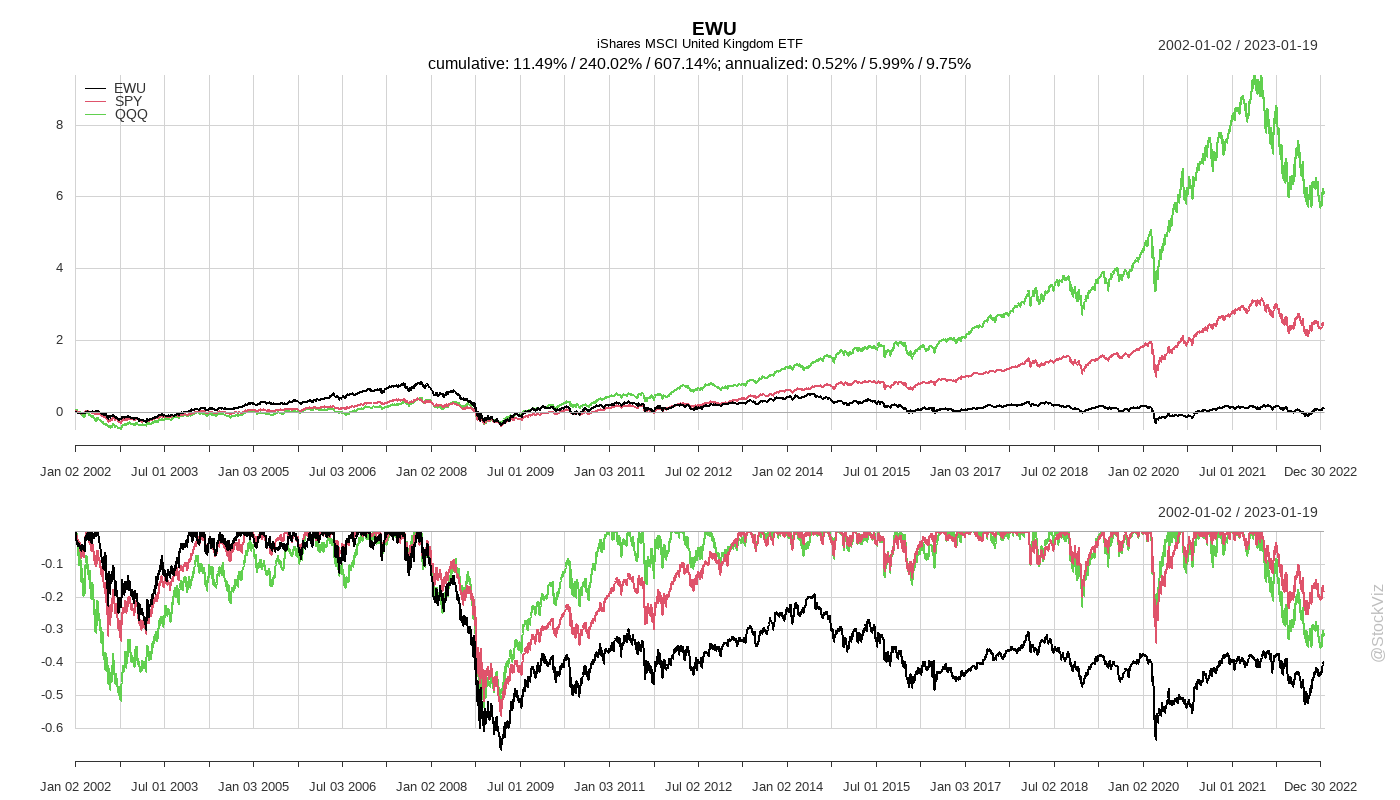 EWU
iShares MSCI United Kingdom ETF
2002-01-02 / 2023-01-19
cumulative: 11.49% / 240.02% / 607.14%; annualized: 0.52% / 5.99% / 9.75%
EWU
SPY
QQQ
8
6
4
2
0
Jan 02 2002 Jul 01 2003 Jan 03 2005 Jul 03 2006 Jan 02 2008 Jul 01 2009 Jan 03 2011 Jul 02 2012 Jan 02 2014 Jul 01 2015 Jan 03 2017 Jul 02 2018 Jan 02 2020 Jul 01 2021 Dec 30 2022
2002-01-02 / 2023-01-19
-0.1
-0.2
-0.3
-0.4
-0.5
-0.6
Jan 02 2002 Jul 01 2003 Jan 03 2005 Jul 03 2006 Jan 02 2008 Jul 01 2009 Jan 03 2011 Jul 02 2012 Jan 02 2014 Jul 01 2015 Jan 03 2017 Jul 02 2018 Jan 02 2020 Jul 01 2021 Dec 30 2022
@StockViz